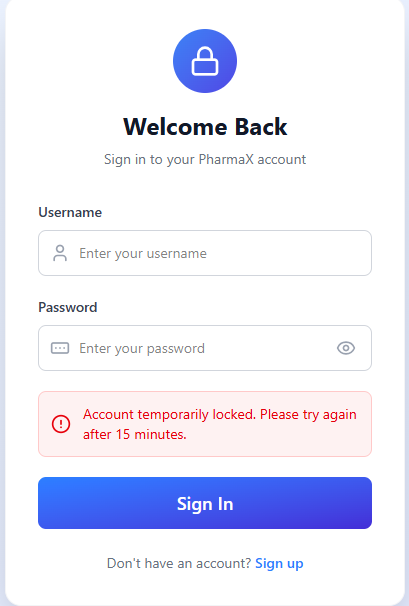 Welcome Back
Sign in to your PharmaX account
Username
Enter your username
Password
Enter your password
Account temporarily locked. Please try again
after 15 minutes.
Sign In
Don't have an account? Sign up